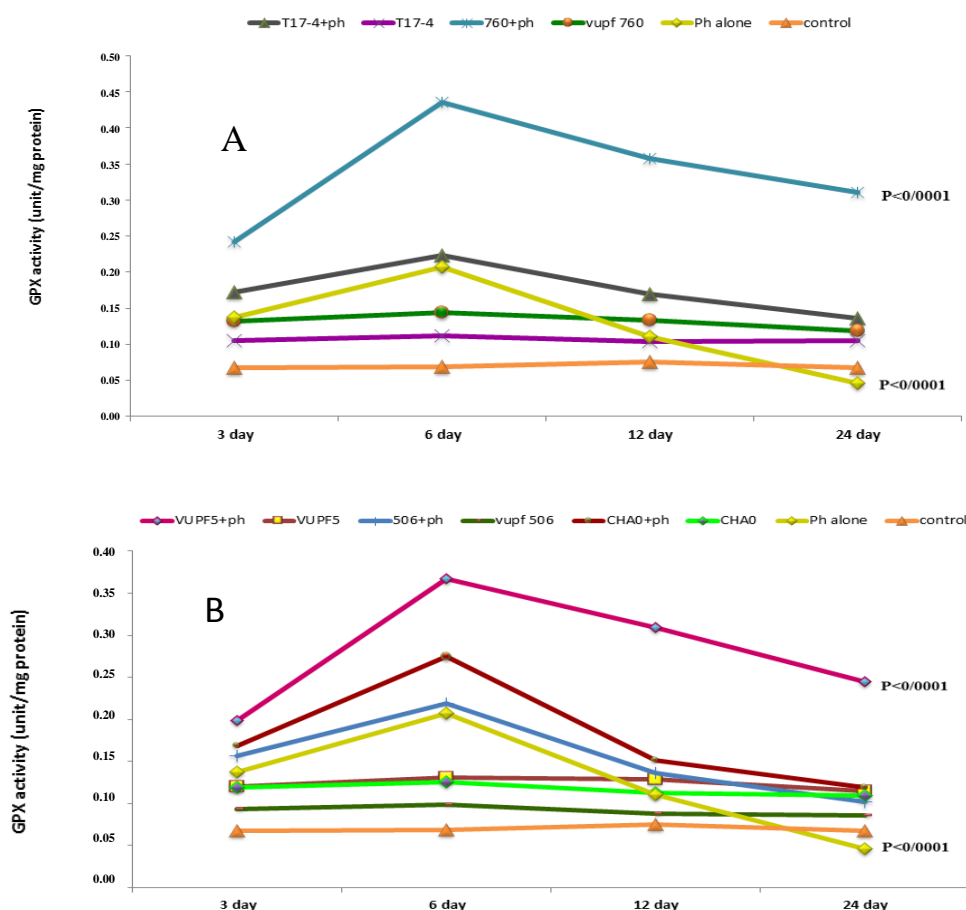 T17-4+ph T17-4 760+ph vupf 760 Ph alone control
GPX activity (unit/mg protein)
0.50
0.45
0.40
0.35
0.30
0.25
0.20
0.15
0.10
0.05
0.00
A
P<0/0001
P<0/0001
3 day 6 day 12 day 24 day
VUPF5+ph VUPF5 506+ph vupf 506 CHA0+ph CHA0 Ph alone control
GPX activity (unit/mg protein)
0.40
0.35
0.30
0.25
0.20
0.15
0.10
0.05
0.00
B
P<0/0001
P<0/0001
3 day 6 day 12 day 24 day